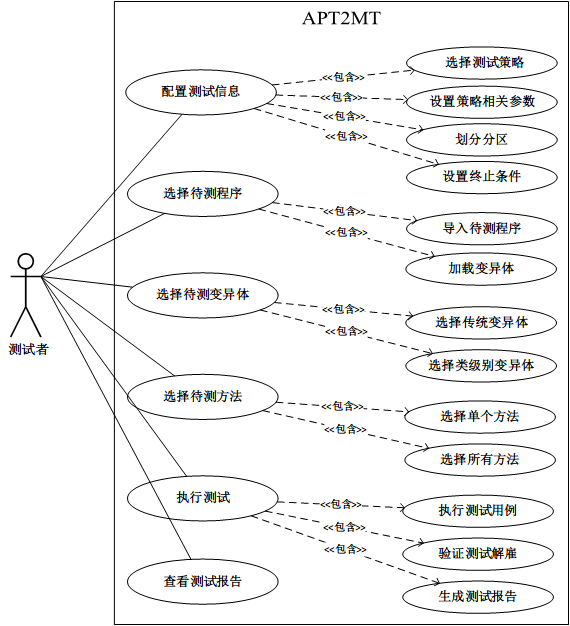 APT2MT
配置测试信息
<<包含>>
选择测试策略
<<包含>>
设置策略相关参数
<<包含>>
划分分区
<<包含>>
设置终止条件
选择待测程序
<<包含>>
导入待测程序
<<包含>>
加载变异体
测试者
选择待测变异体
<<包含>>
选择传统变异体
<<包含>>
选择类级别变异体
选择待测方法
<<包含>>
选择单个方法
<<包含>>
选择所有方法
执行测试
<<包含>>
执行测试用例
<<包含>>
验证测试解雇
<<包含>>
生成测试报告
查看测试报告